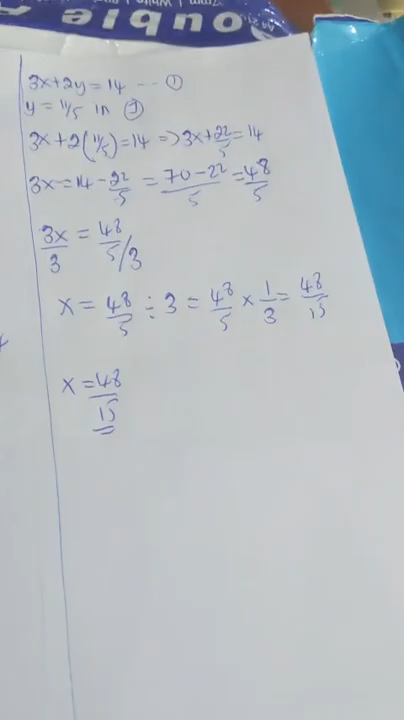 ouble A
3x+2y=14 --- ①
y = 11/5 in ①
3x+2(11/5)=14 => 3x+22/5=14
3x = 14 - 22/5 = 70-22/5 = 48/5
3x/3 = 48/5/3
x = 48/5 ÷ 3 = 48/5 × 1/3 = 48/15
x = 48/15